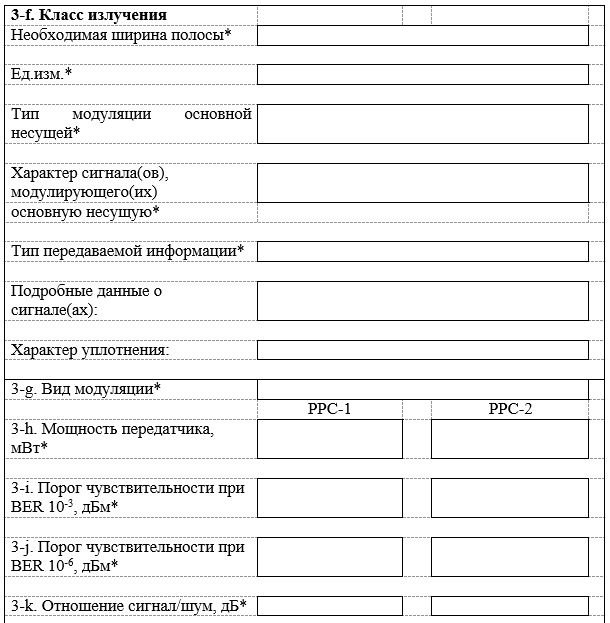 3-f. Класс излучения
Необходимая ширина полосы*
Ед.изм.*
Тип модуляции основной
несущей*
Характер сигнала(ов),
модулирующего(их)
основную несущую*
Тип передаваемой информации*
Подробные данные о
сигнале(ах):
Характер уплотнения:
3-g. Вид модуляции*
РРС-1 РРС-2
3-h. Мощность передатчика,
мВт*
3-i. Порог чувствительности при
BER 10-3, дБм*
3-j. Порог чувствительности при
BER 10-6, дБм*
3-k. Отношение сигнал/шум, дБ*